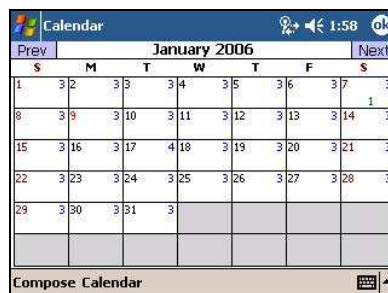 Calendar 1:58 ok
Prev January 2006 Next
S M T W T F S
1 3 2 3 3 3 4 3 5 3 6 3 7
1
8 3 9 3 10 3 11 3 12 3 13 3 14 3
15 3 16 3 17 4 18 3 19 3 20 3 21 3
22 3 23 3 24 3 25 3 26 3 27 3 28 3
29 3 30 3 31 3
Compose Calendar